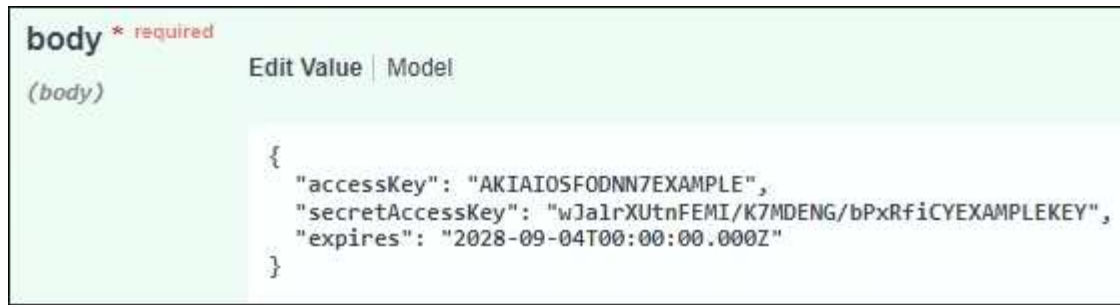 body * required
(body)
Edit Value | Model
{
"accessKey": "AKIAIOSFODNN7EXAMPLE",
"secretAccessKey": "wJalrXUtnFEMI/K7MDENG/bPxRfiCYEXAMPLEKEY",
"expires": "2028-09-04T00:00:00.000Z"
}